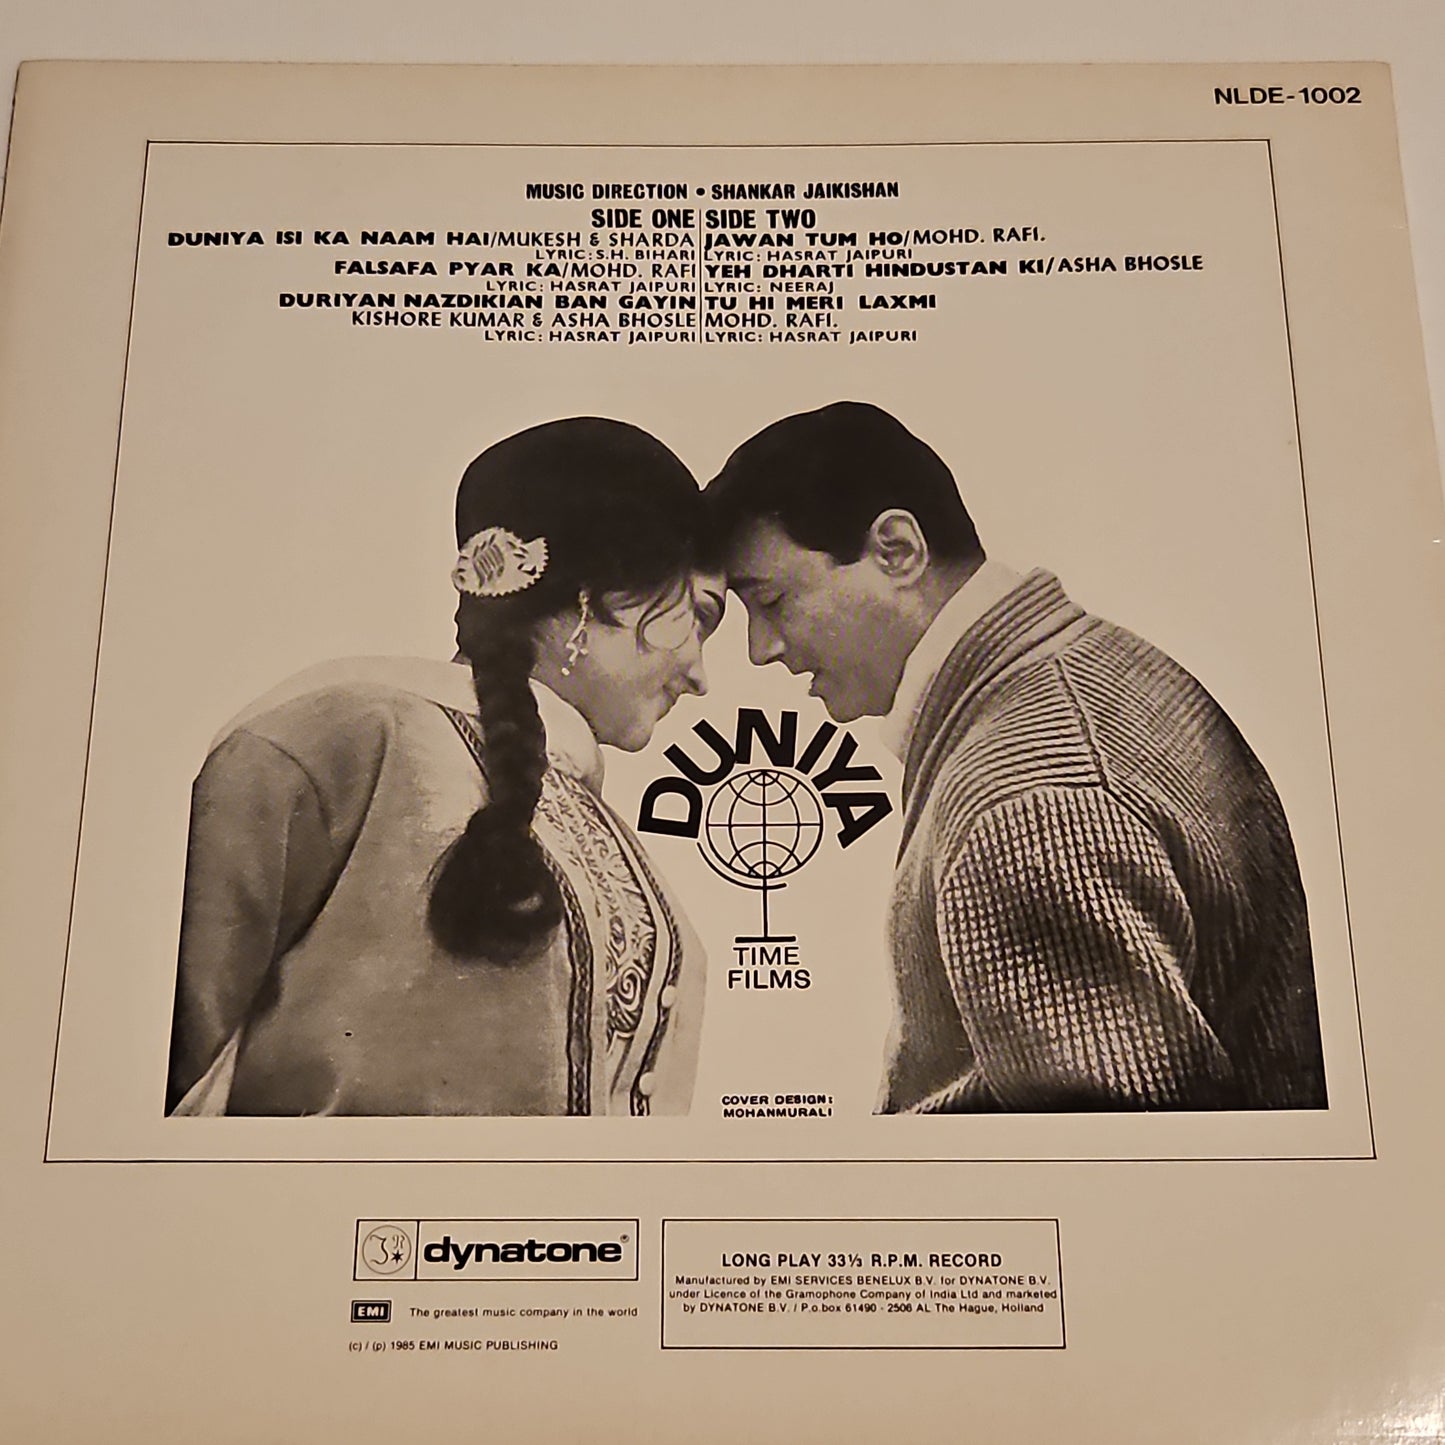 NLDE-1002
MUSIC DIRECTION • SHANKAR JAIKISHAN
SIDE ONE
DUNIYA ISI KA NAAM HAI/MUKESH & SHARDA
LYRIC: S.H. BIHARI
FALSAFA PYAR KA/MOHD. RAFI
LYRIC: HASRAT JAIPURI
DURIYAN NAZDIKIAN BAN GAYIN
KISHORE KUMAR & ASHA BHOSLE
LYRIC: HASRAT JAIPURI
SIDE TWO
JAWAN TUM HO/MOHD. RAFI.
LYRIC: HASRAT JAIPURI
YEH DHARTI HINDUSTAN KI/ASHA BHOSLE
LYRIC: NEERAJ
TU HI MERI LAXMI
MOHD. RAFI.
LYRIC: HASRAT JAIPURI
DUNIYA
TIME
FILMS
COVER DESIGN:
MOHANMURALI
dynatone®
EMI The greatest music company in the world
(c) / (p) 1985 EMI MUSIC PUBLISHING
LONG PLAY 33⅓ R.P.M. RECORD
Manufactured by EMI SERVICES BENELUX B.V. for DYNATONE B.V.
under Licence of the Gramophone Company of India Ltd and marketed
by DYNATONE B.V. / P.o.box 61490 - 2506 AL The Hague, Holland